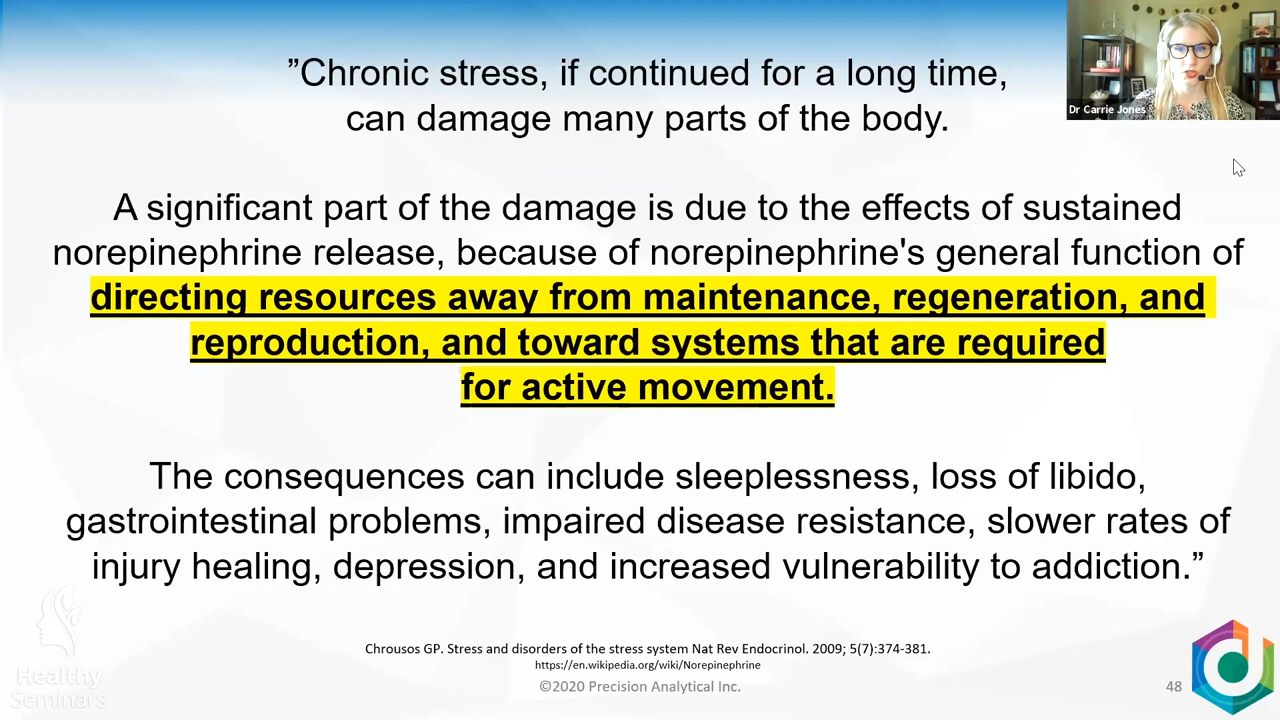 ”Chronic stress, if continued for a long time,
can damage many parts of the body.
Dr Carrie Jones
A significant part of the damage is due to the effects of sustained
norepinephrine release, because of norepinephrine's general function of
directing resources away from maintenance, regeneration, and
reproduction, and toward systems that are required
for active movement.
The consequences can include sleeplessness, loss of libido,
gastrointestinal problems, impaired disease resistance, slower rates of
injury healing, depression, and increased vulnerability to addiction.”
Chrousos GP. Stress and disorders of the stress system Nat Rev Endocrinol. 2009; 5(7):374-381.
https://en.wikipedia.org/wiki/Norepinephrine
©2020 Precision Analytical Inc.
48
Healthy
Seminars